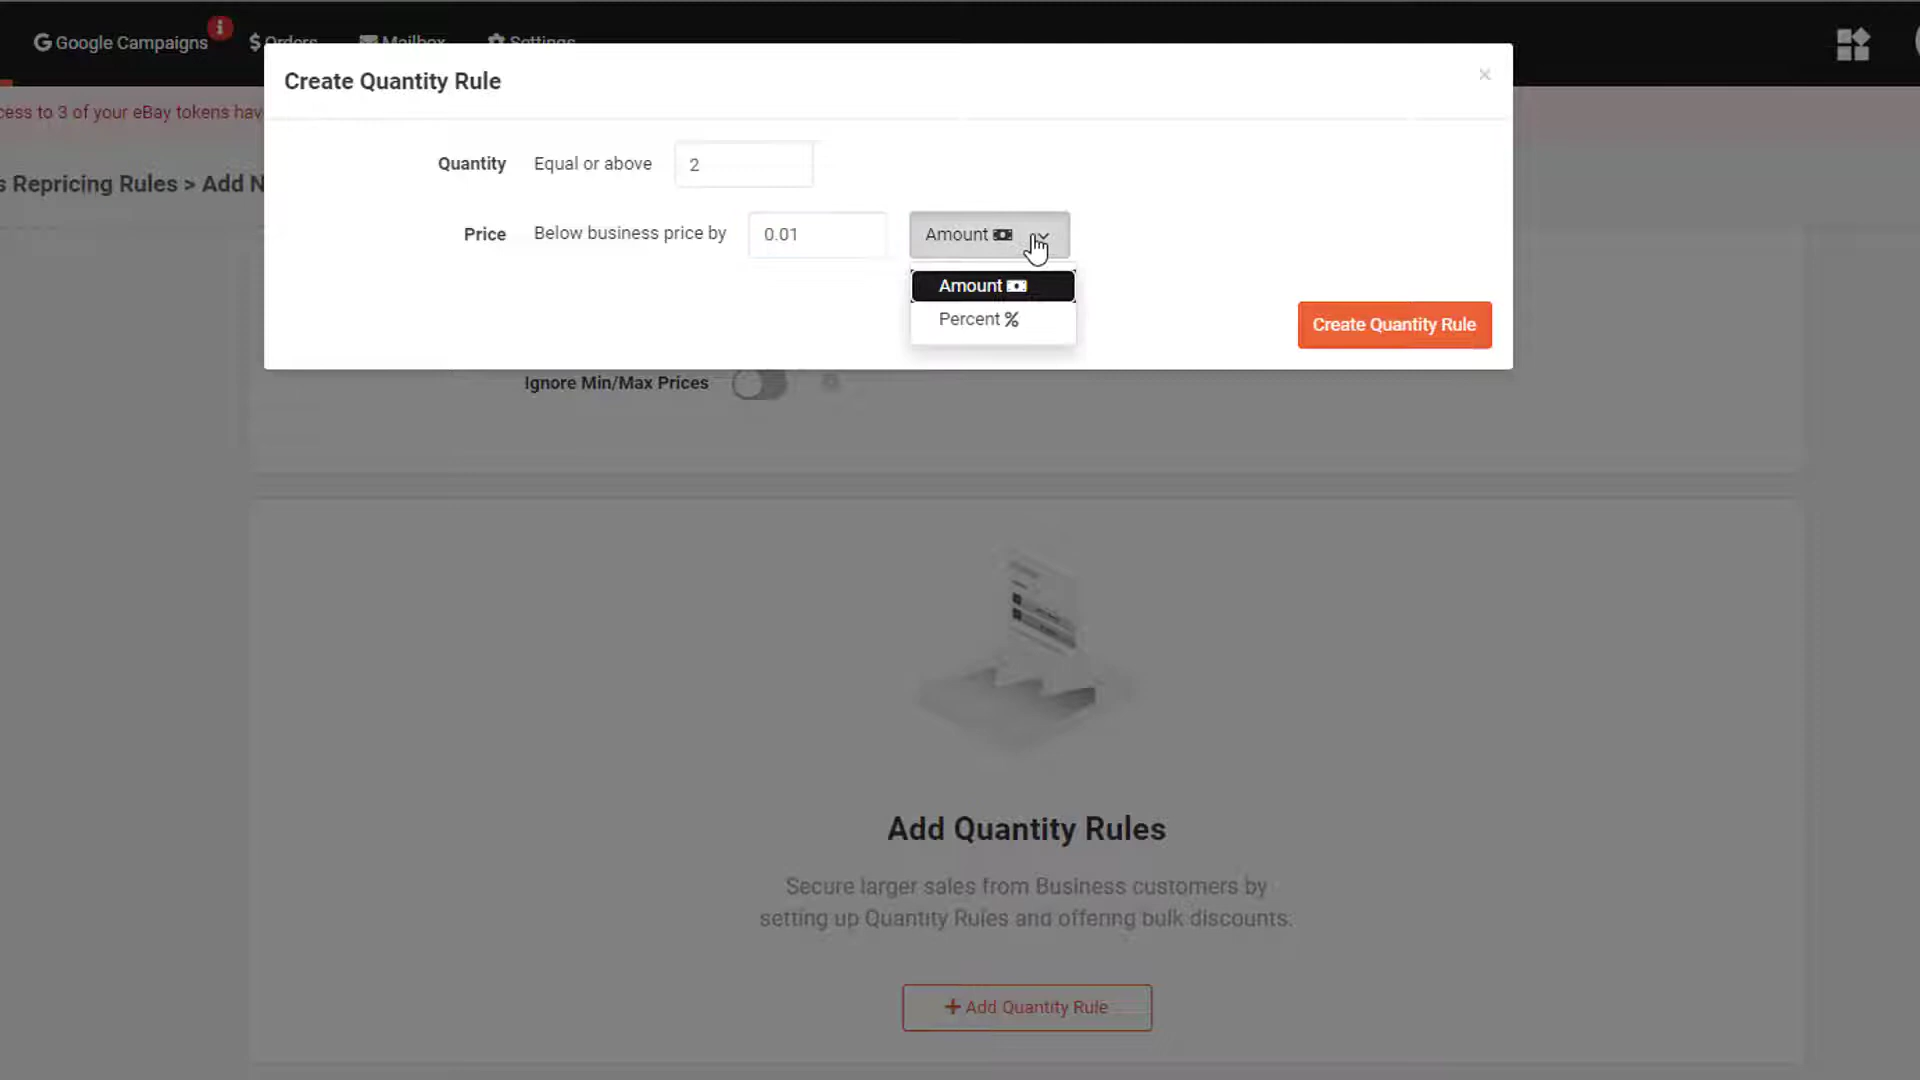 Google Campaigns
Orders
Mailbox
Settings
Create Quantity Rule
×
cess to 3 of your eBay tokens hav
Quantity Equal or above 2
s Repricing Rules > Add N
Price Below business price by 0.01 Amount
Amount
Percent %
Create Quantity Rule
Ignore Min/Max Prices
Add Quantity Rules
Secure larger sales from Business customers by
setting up Quantity Rules and offering bulk discounts.
+ Add Quantity Rule